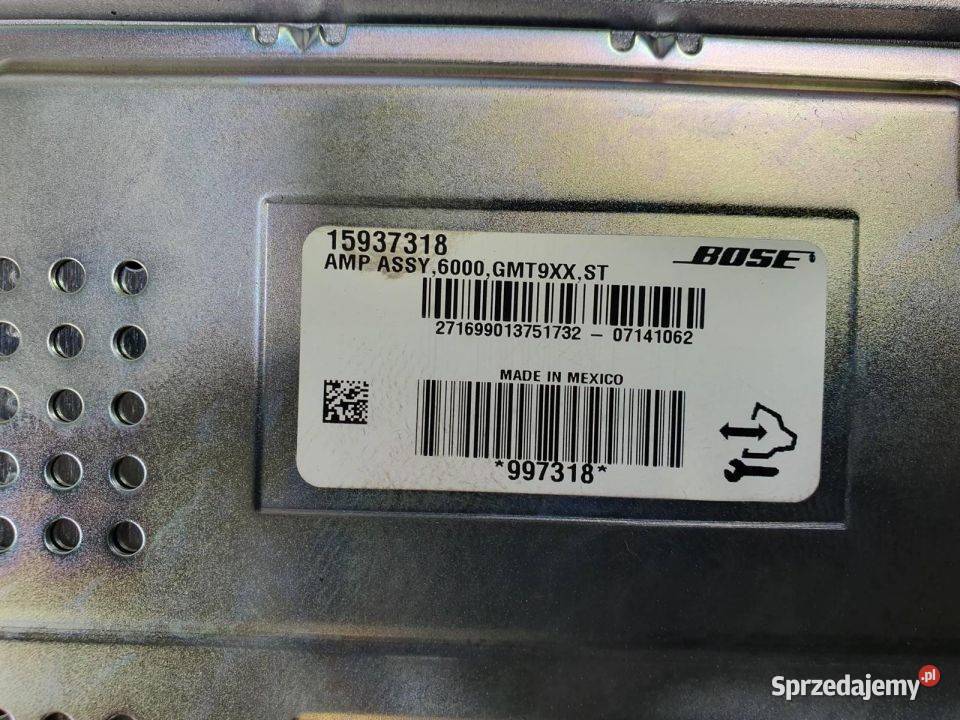 15937318
AMP ASSY,6000,GMT9XX,ST
BOSE
271699013751732 – 07141062
MADE IN MEXICO
*997318*
Sprzedajemy.pl